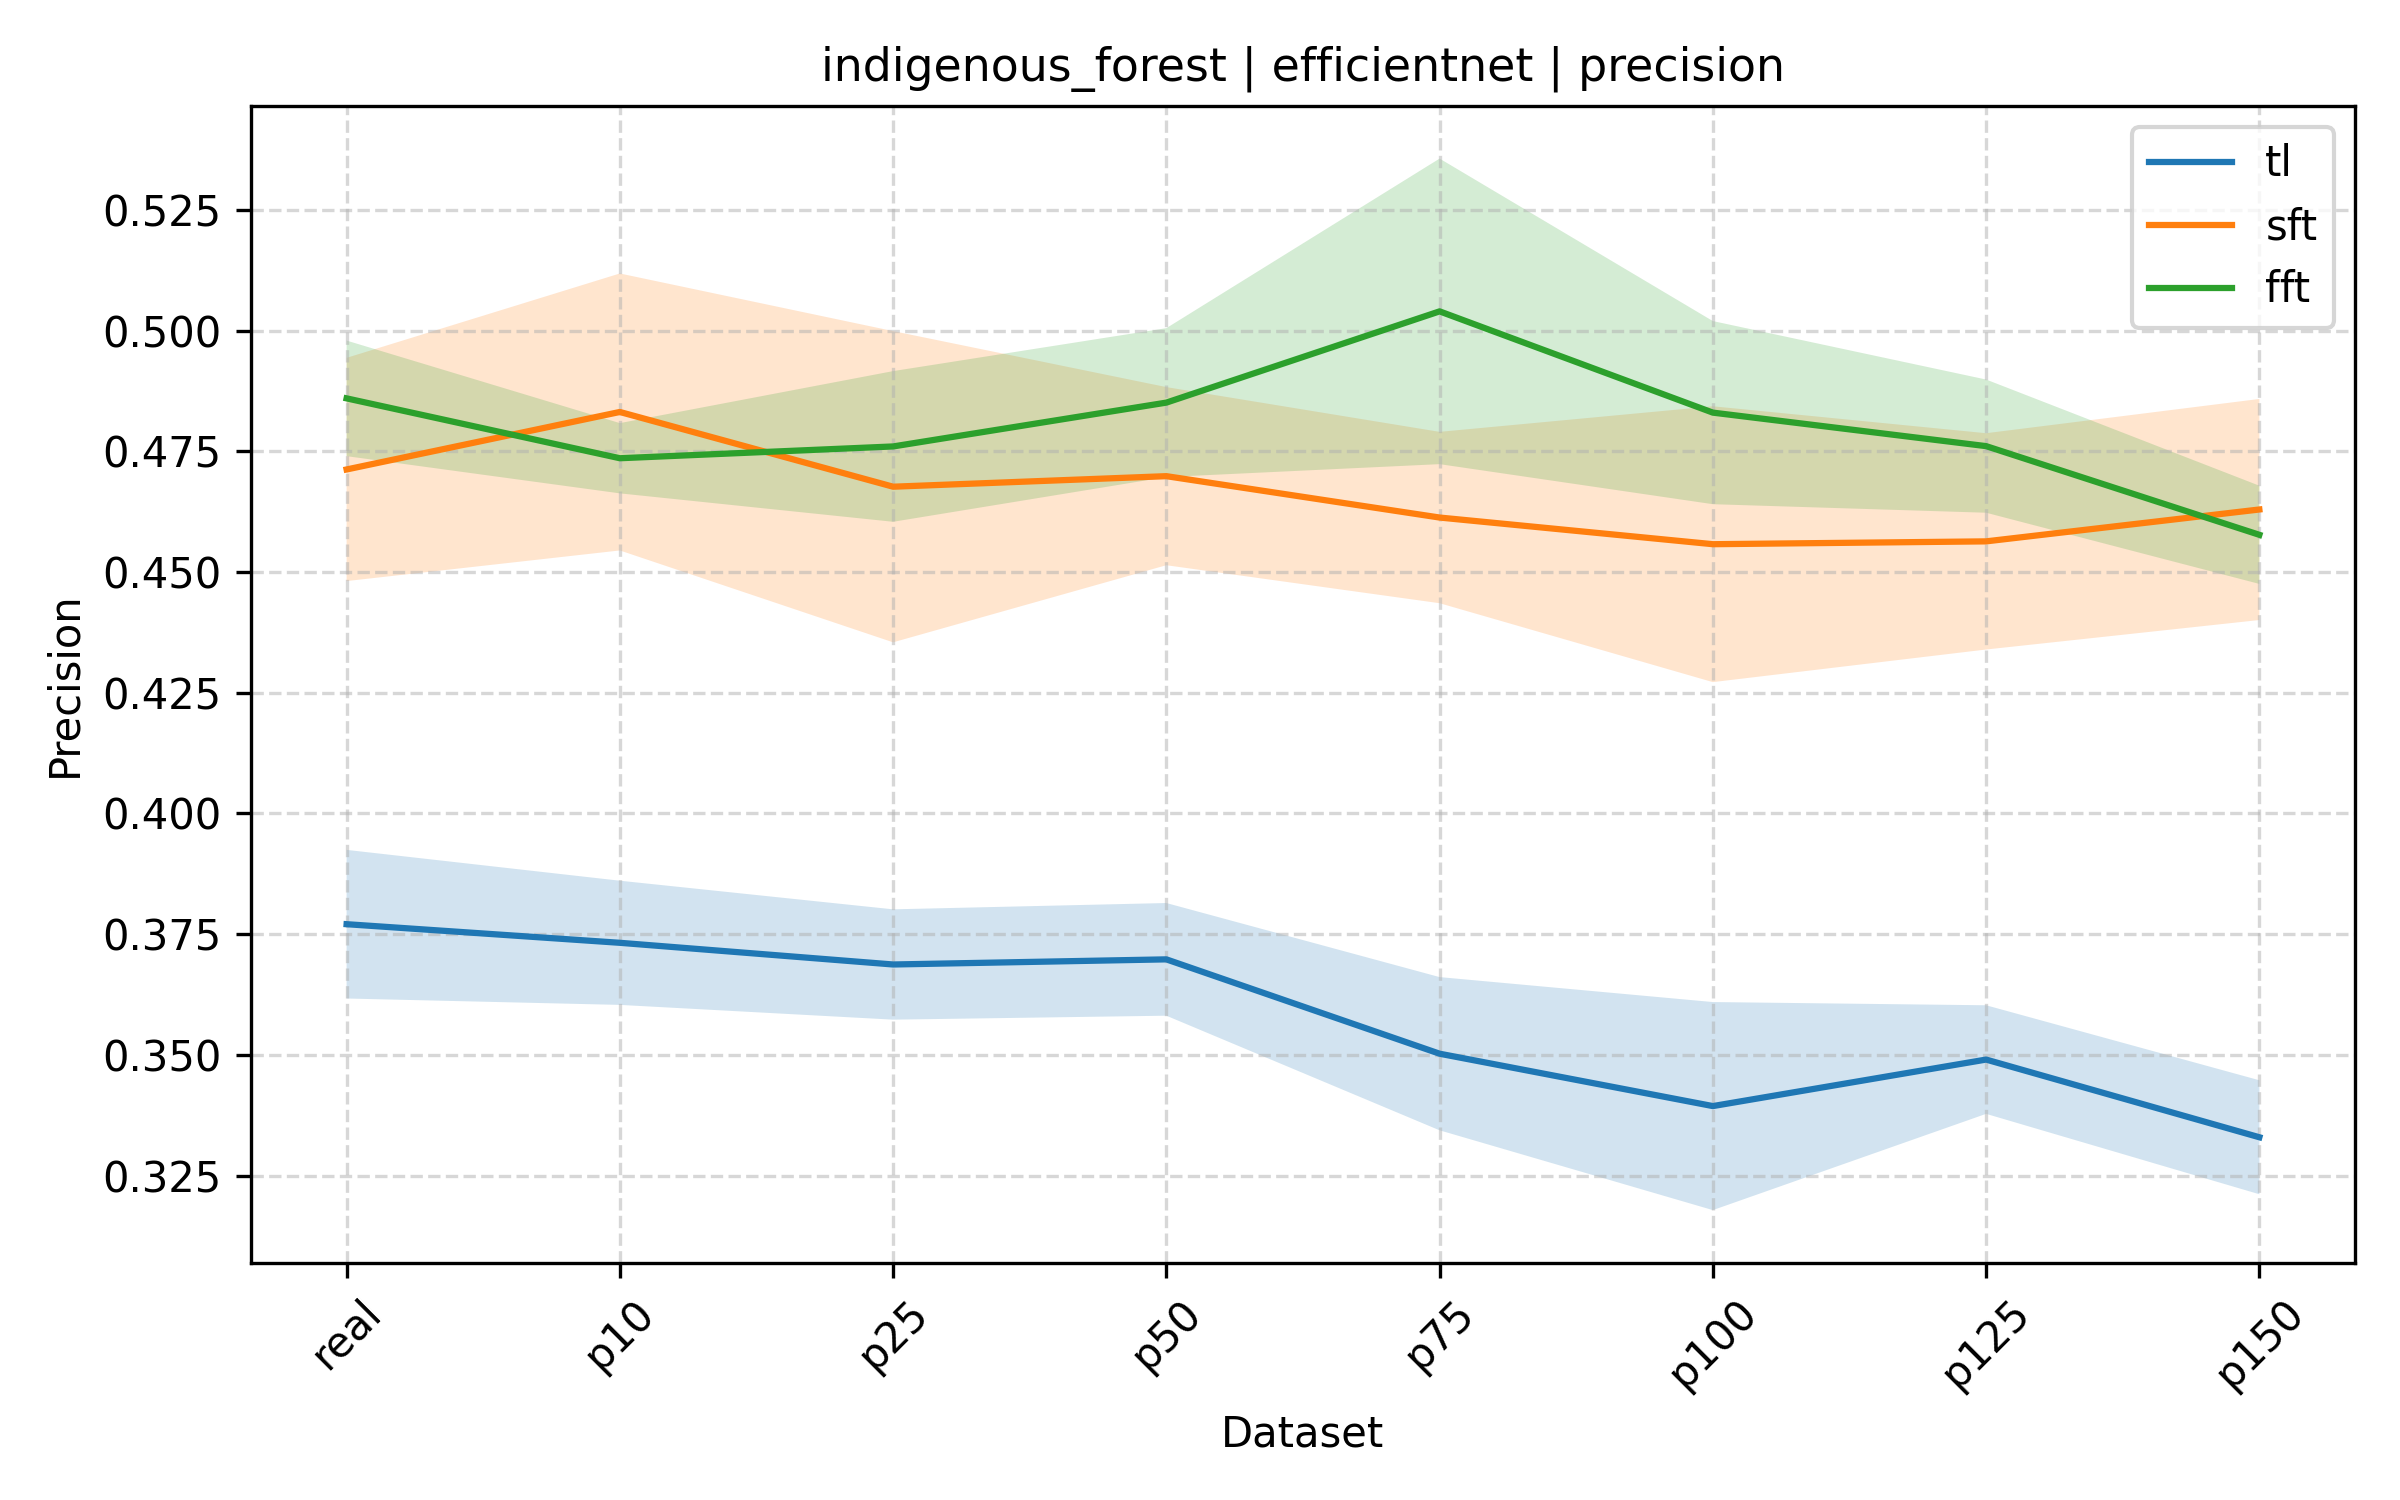 indigenous_forest | efficientnet | precision
tl
sft
fft
0.525
0.500
0.475
0.450
0.425
0.400
0.375
0.350
0.325
Precision
real
p10
p25
p50
p75
p100
p125
p150
Dataset